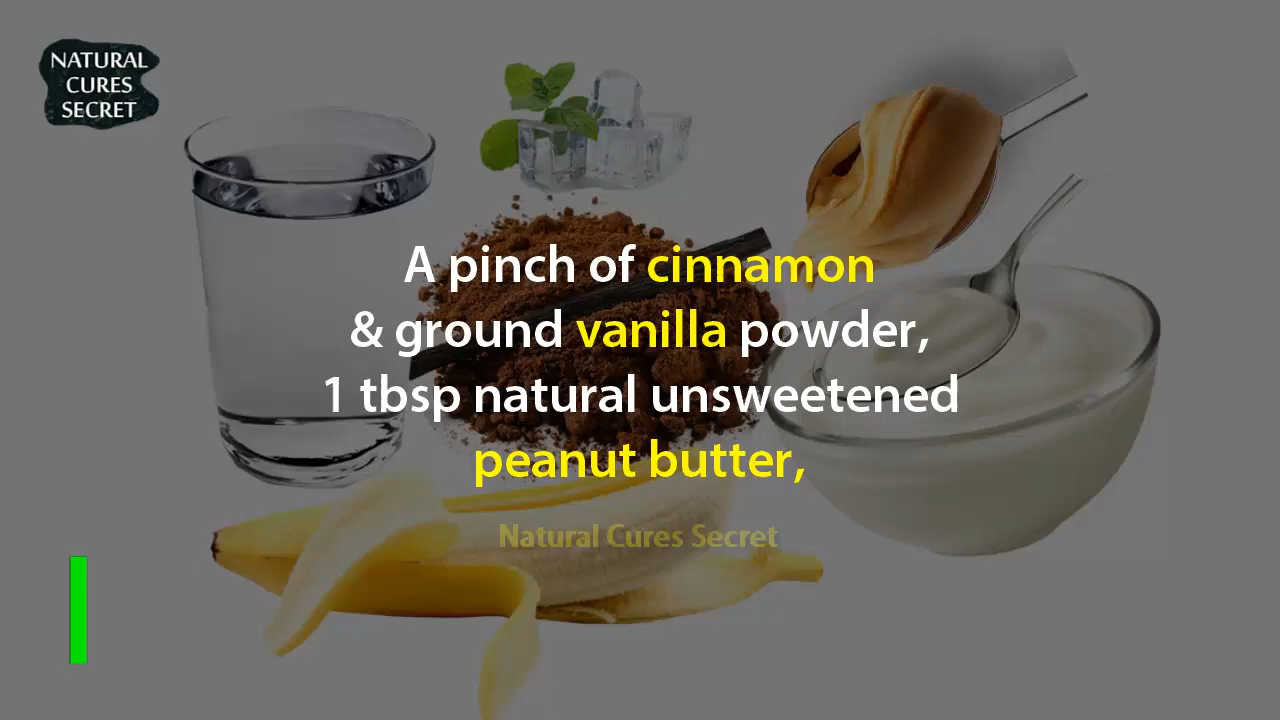 NATURAL
CURES
SECRET
A pinch of cinnamon
& ground vanilla powder,
1 tbsp natural unsweetened
peanut butter,
Natural Cures Secret